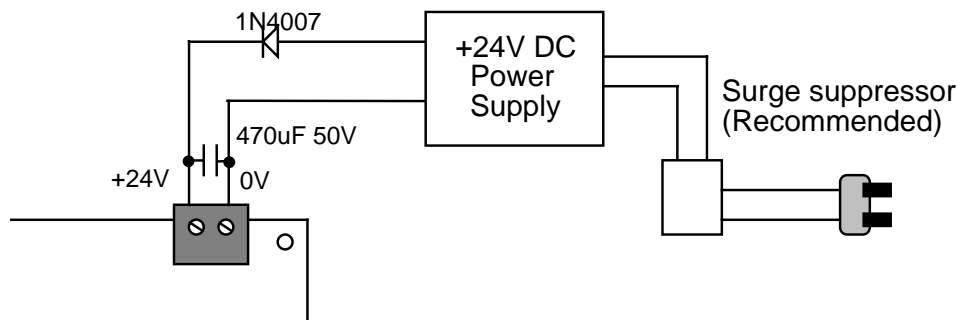 1N4007
+24V DC
Power
Supply
Surge suppressor
(Recommended)
470uF 50V
+24V
0V